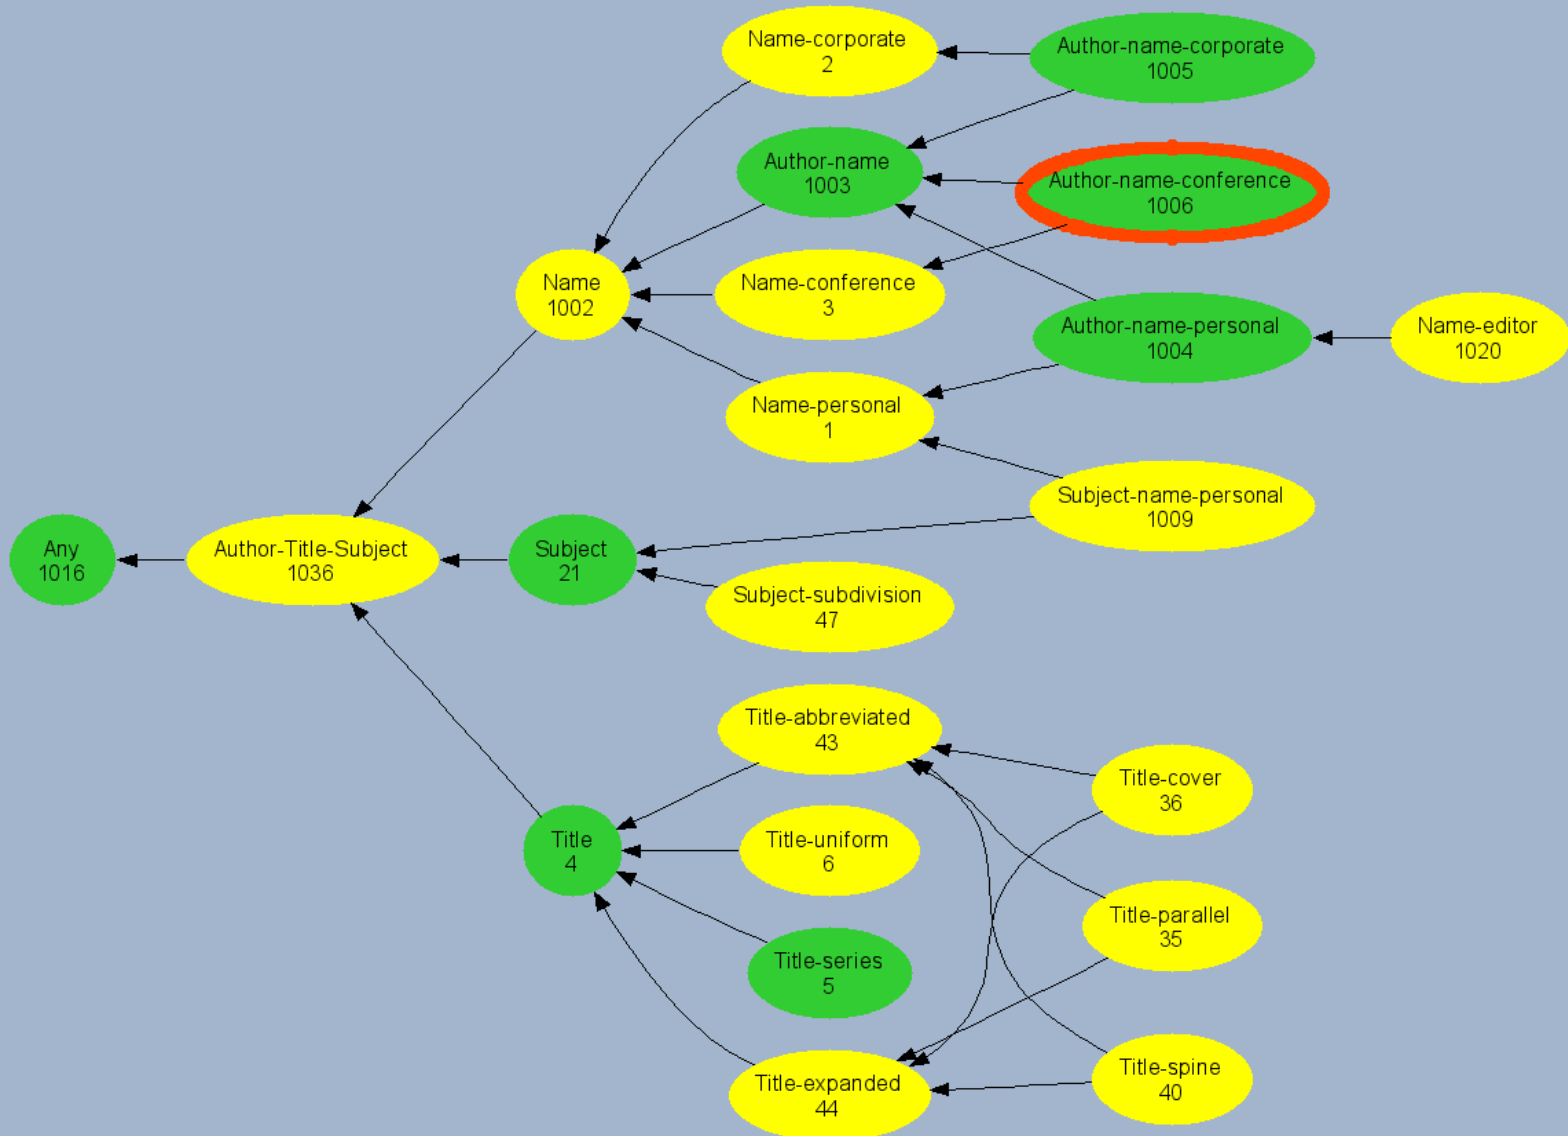 Name-corporate
2
Author-name-corporate
1005
Author-name
1003
Author-name-conference
1006
Name
1002
Name-conference
3
Author-name-personal
1004
Name-editor
1020
Name-personal
1
Subject-name-personal
1009
Any
1016
Author-Title-Subject
1036
Subject
21
Subject-subdivision
47
Title-abbreviated
43
Title-cover
36
Title
4
Title-uniform
6
Title-parallel
35
Title-series
5
Title-expanded
44
Title-spine
40